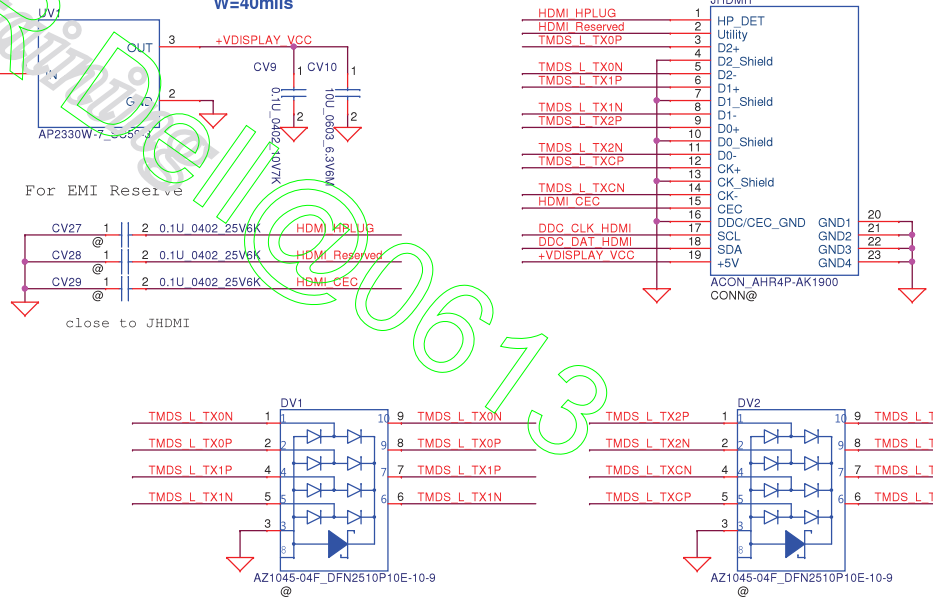 W=40mils
UV1
OUT
3
+VDISPLAY_VCC
IN
GND
2
AP2330W-7_
CV9
1
2
0.1U_0402_10V7K
CV10
1
2
10U_0603_6.3V6M
For EMI Reserve
CV27 1 2 0.1U_0402_25V6K HDMI_HPLUG
@
CV28 1 2 0.1U_0402_25V6K HDMI_Reserved
@
CV29 1 2 0.1U_0402_25V6K HDMI_CEC
@
close to JHDMI
HDMI_HPLUG 1 HP_DET
HDMI_Reserved 2 Utility
TMDS_L_TX0P 3 D2+
4 D2_Shield
TMDS_L_TX0N 5 D2-
TMDS_L_TX1P 6 D1+
7 D1_Shield
TMDS_L_TX1N 8 D1-
TMDS_L_TX2P 9 D0+
10 D0_Shield
TMDS_L_TX2N 11 D0-
TMDS_L_TXCP 12 CK+
13 CK_Shield
TMDS_L_TXCN 14 CK-
HDMI_CEC 15 CEC
16 DDC/CEC_GND GND1 20
DDC_CLK_HDMI 17 SCL GND2 21
DDC_DAT_HDMI 18 SDA GND3 22
+VDISPLAY_VCC 19 +5V GND4 23
ACON_AHR4P-AK1900
CONN@
Dell@0613
DV1
TMDS_L_TX0N 1 1 10 9 TMDS_L_TX0N
TMDS_L_TX0P 2 2 9 8 TMDS_L_TX0P
TMDS_L_TX1P 4 4 7 7 TMDS_L_TX1P
TMDS_L_TX1N 5 5 6 6 TMDS_L_TX1N
3 3
8
AZ1045-04F_DFN2510P10E-10-9
@
DV2
TMDS_L_TX2P 1 1 10 9 TMDS_L_T
TMDS_L_TX2N 2 2 9 8 TMDS_L_T
TMDS_L_TXCN 4 4 7 7 TMDS_L_T
TMDS_L_TXCP 5 5 6 6 TMDS_L_T
3 3
8
AZ1045-04F_DFN2510P10E-10-9
@